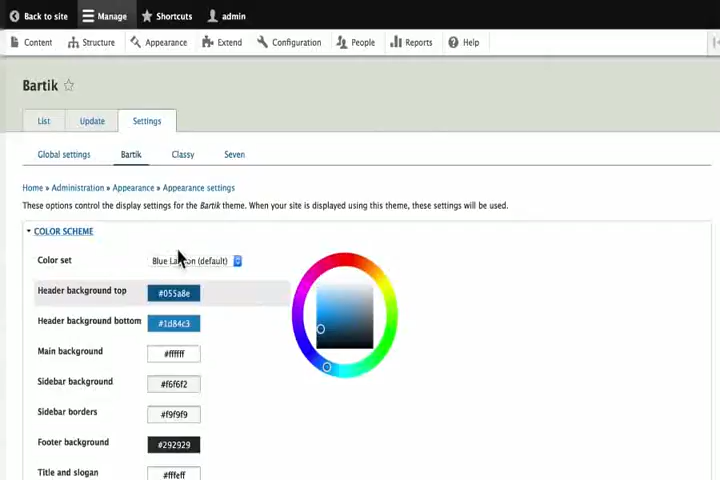 Back to site Manage Shortcuts admin
Content Structure Appearance Extend Configuration People Reports Help
Bartik
List Update Settings
Global settings Bartik Classy Seven
Home » Administration » Appearance » Appearance settings
These options control the display settings for the Bartik theme. When your site is displayed using this theme, these settings will be used.
COLOR SCHEME
Color set Blue (default)
Header background top #055a8e
Header background bottom #1d84c3
Main background #ffffff
Sidebar background #f6f6f2
Sidebar borders #f9f9f9
Footer background #292929
Title and slogan #fffeff